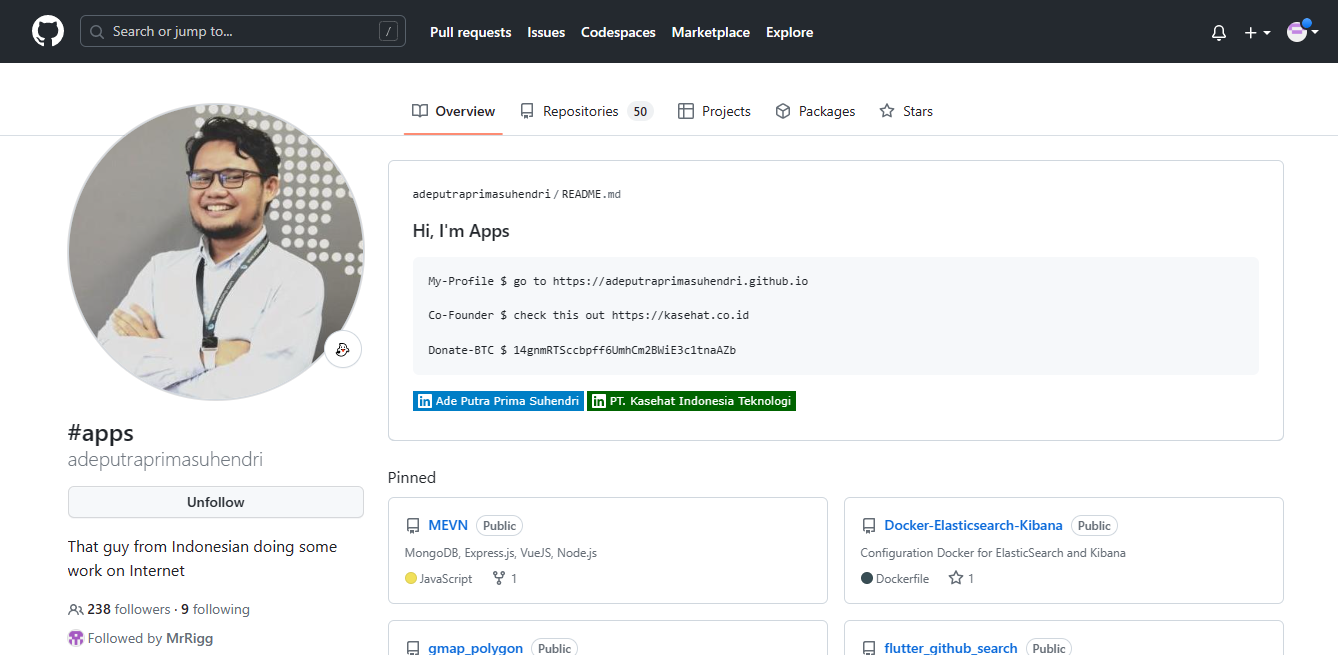 Search or jump to... /
Pull requests Issues Codespaces Marketplace Explore
Overview Repositories 50 Projects Packages Stars
adeputraprimasuhendri / README.md
Hi, I'm Apps
My-Profile $ go to https://adeputraprimasuhendri.github.io
Co-Founder $ check this out https://kasehat.co.id
Donate-BTC $ 14gnmRTSccbpff6UmhCm2BWiE3c1tnaAZb
in Ade Putra Prima Suhendri in PT. Kasehat Indonesia Teknologi
#apps
adeputraprimasuhendri
Unfollow
That guy from Indonesian doing some
work on Internet
238 followers · 9 following
Followed by MrRigg
Pinned
MEVN Public
MongoDB, Express.js, VueJS, Node.js
JavaScript 1
Docker-Elasticsearch-Kibana Public
Configuration Docker for ElasticSearch and Kibana
Dockerfile 1
gmap_polygon Public
flutter_github_search Public